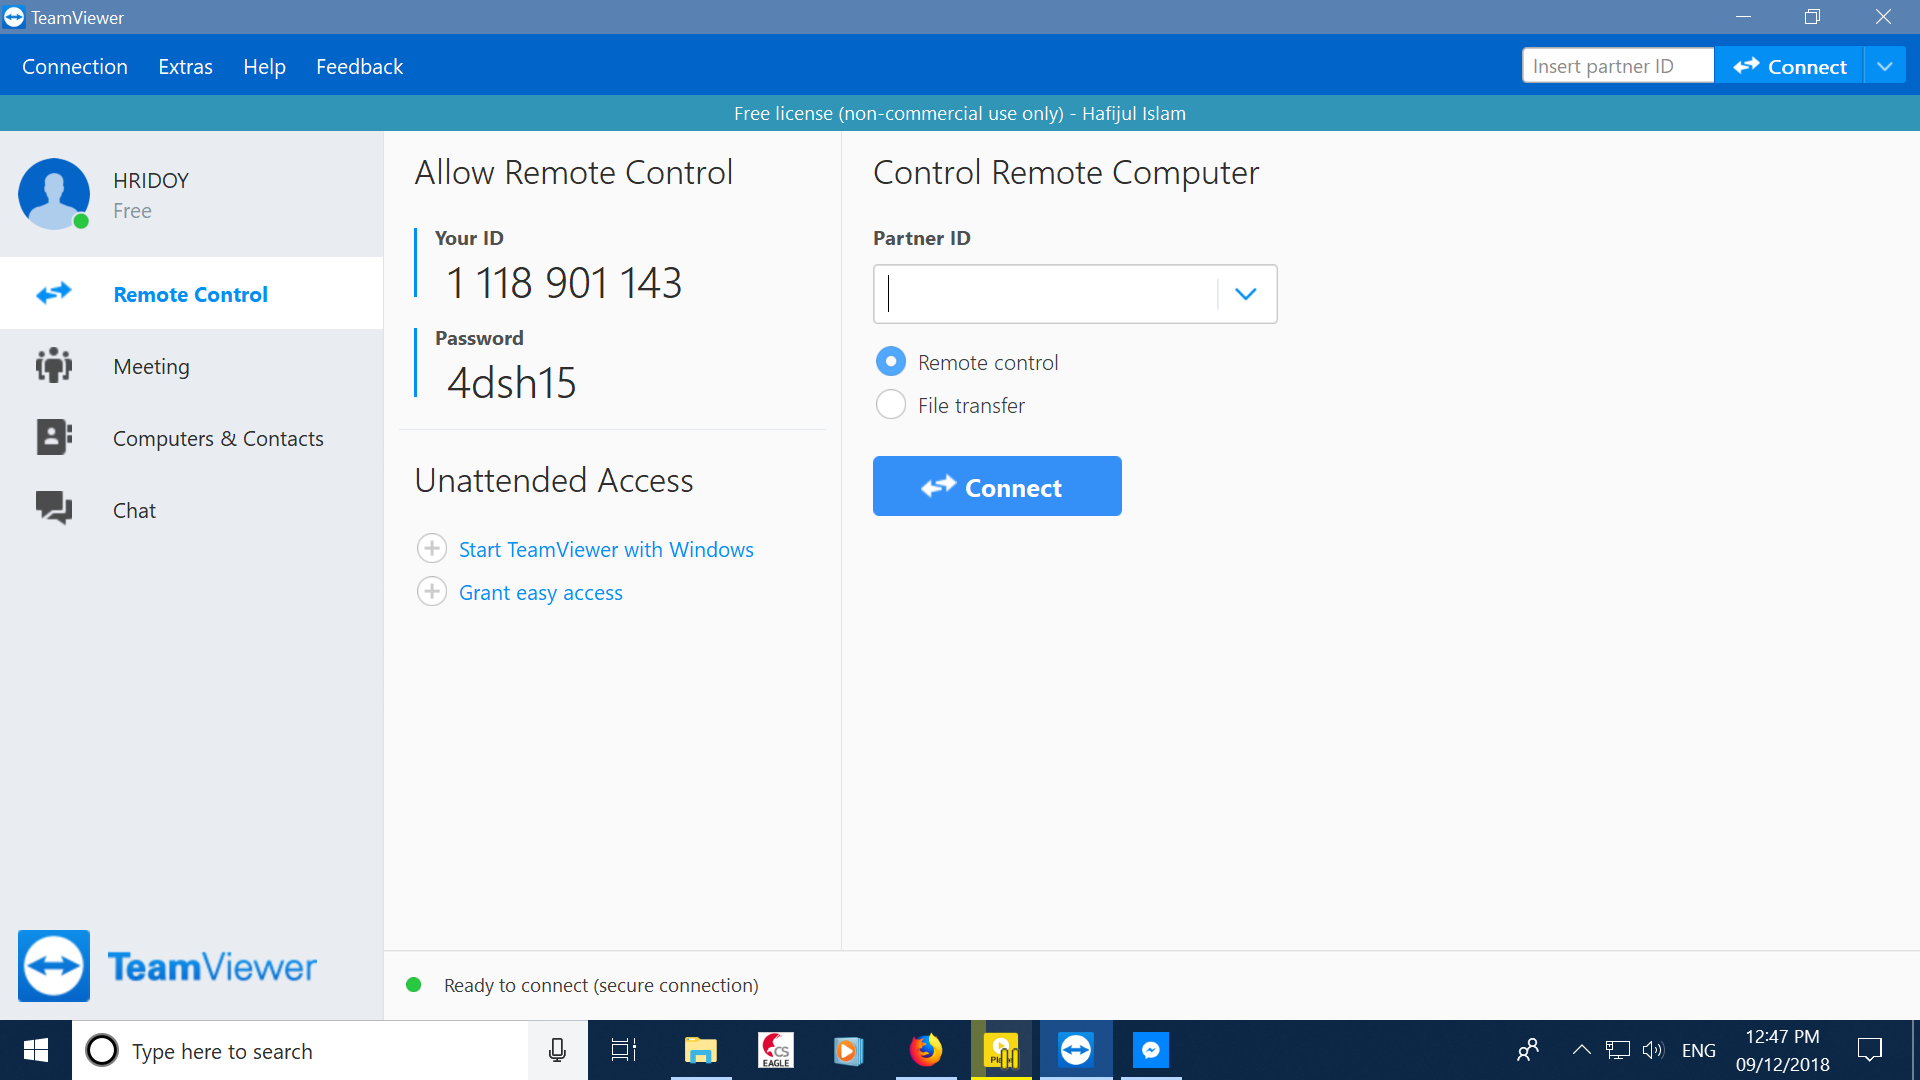 TeamViewer
Connection Extras Help Feedback
Insert partner ID Connect
Free license (non-commercial use only) - Hafijul Islam
HRIDOY
Free
Remote Control
Meeting
Computers & Contacts
Chat
TeamViewer
Allow Remote Control
Your ID
1 118 901 143
Password
4dsh15
Unattended Access
Start TeamViewer with Windows
Grant easy access
Control Remote Computer
Partner ID
Remote control
File transfer
Connect
Ready to connect (secure connection)
Type here to search
CS
EAGLE
ENG
12:47 PM
09/12/2018